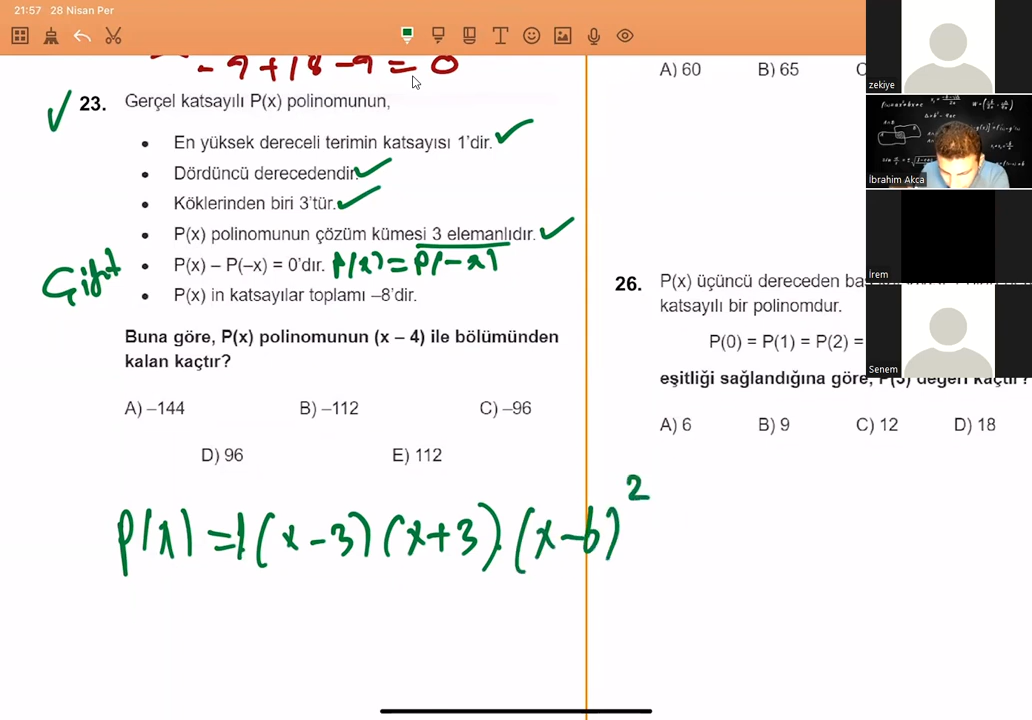 21:57 28 Nisan Per
- 9 + 18 - 9 = 0
23. Gerçel katsayılı P(x) polinomunun,
• En yüksek dereceli terimin katsayısı 1'dir.
• Dördüncü derecedendir.
• Köklerinden biri 3'tür.
• P(x) polinomunun çözüm kümesi 3 elemanlıdır.
• P(x) – P(–x) = 0'dır. P(x) = P(-x)
Çift
• P(x) in katsayılar toplamı –8'dir.
Buna göre, P(x) polinomunun (x – 4) ile bölümünden
kalan kaçtır?
A) –144 B) –112 C) –96
D) 96 E) 112
P(x) = 1(x-3)(x+3).(x-b)²
A) 60 B) 65
26. P(x) üçüncü dereceden
katsayılı bir polinomdur.
P(0) = P(1) = P(2) =
eşitliği sağlandığına göre, P(5) değeri kaçtır?
A) 6 B) 9 C) 12 D) 18
zekiye
İbrahim Akca
İrem
Senem